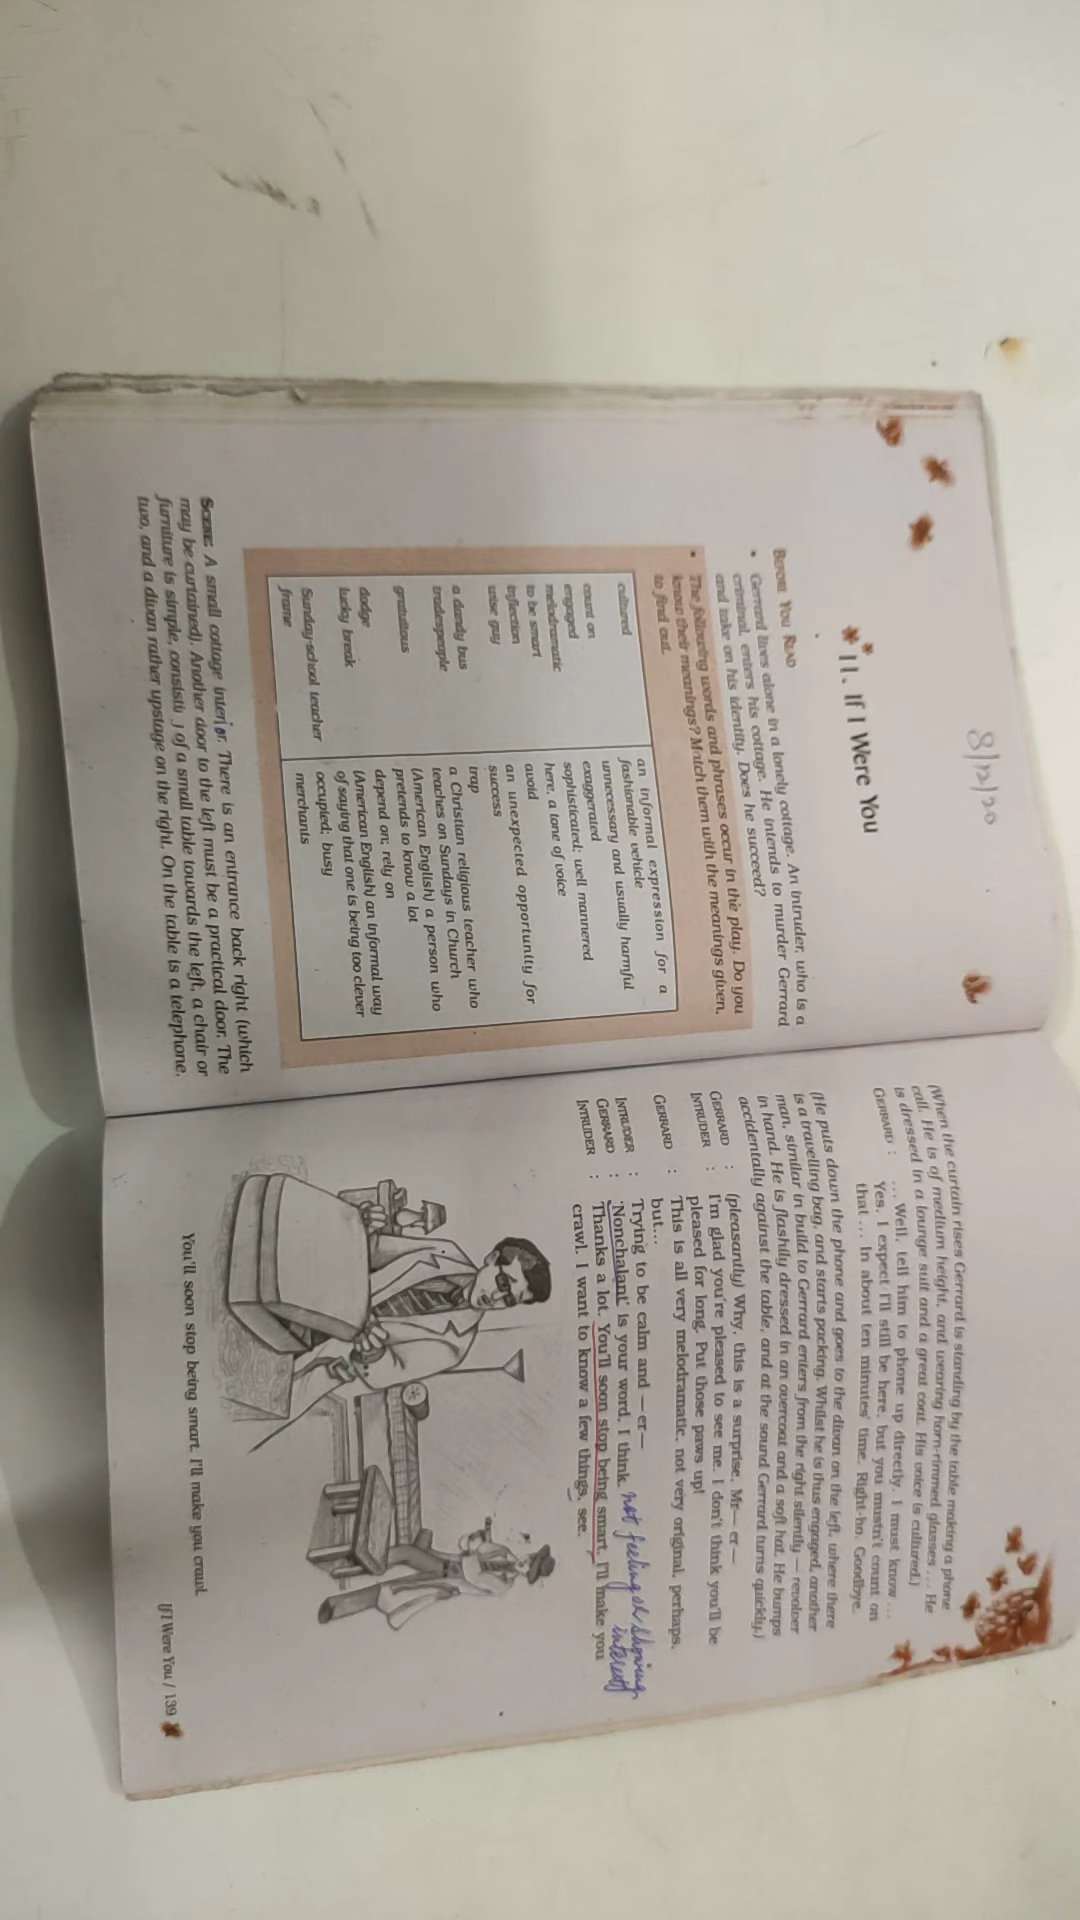 8/12/20
11. If I Were You
BEFORE YOU READ
• Gerrard lives alone in a lonely cottage. An intruder, who is a
criminal, enters his cottage. He intends to murder Gerrard
and take on his identity. Does he succeed?
• The following words and phrases occur in the play. Do you
know their meanings? Match them with the meanings given,
to find out.
cultured
count on
engaged
melodramatic
to be smart
inflection
wise guy
a dandy bus
tradespeople
gratuitous
dodge
lucky break
Sunday-school teacher
frame
an informal expression for a
fashionable vehicle
unnecessary and usually harmful
exaggerated
sophisticated; well mannered
here, a tone of voice
avoid
an unexpected opportunity for
success
trap
a Christian religious teacher who
teaches on Sundays in Church
(American English) a person who
pretends to know a lot
depend on; rely on
(American English) an informal way
of saying that one is being too clever
occupied; busy
merchants
SCENE: A small cottage interior. There is an entrance back right (which
may be curtained). Another door to the left must be a practical door. The
furniture is simple, of a small table towards the left, a chair or
two, and a divan rather upstage on the right. On the table is a telephone.
(When the curtain rises Gerrard is standing by the table making a phone
call. He is of medium height, and wearing horn-rimmed glasses ... He
is dressed in a lounge suit and a great coat. His voice is cultured.)
GERRARD : ... Well, tell him to phone up directly. I must know ...
Yes, I expect I'll still be here, but you mustn't count on
that ... In about ten minutes' time. Right-ho. Goodbye.
(He puts down the phone and goes to the divan on the left, where there
is a travelling bag, and starts packing. Whilst he is thus engaged, another
man, similar in build to Gerrard enters from the right silently — revolver
in hand. He is flashily dressed in an overcoat and a soft hat. He bumps
accidentally against the table, and at the sound Gerrard turns quickly.)
GERRARD : (pleasantly) Why, this is a surprise, Mr— er—
INTRUDER : I'm glad you're pleased to see me. I don't think you'll be
pleased for long. Put those paws up!
GERRARD : This is all very melodramatic, not very original, perhaps,
but...
INTRUDER : Trying to be calm and —er—
GERRARD : 'Nonchalant' is your word, I think. not feeling or showing
interest
INTRUDER : Thanks a lot. You'll soon stop being smart. I'll make you
crawl. I want to know a few things, see.
You'll soon stop being smart. I'll make you crawl.
If I Were You / 139